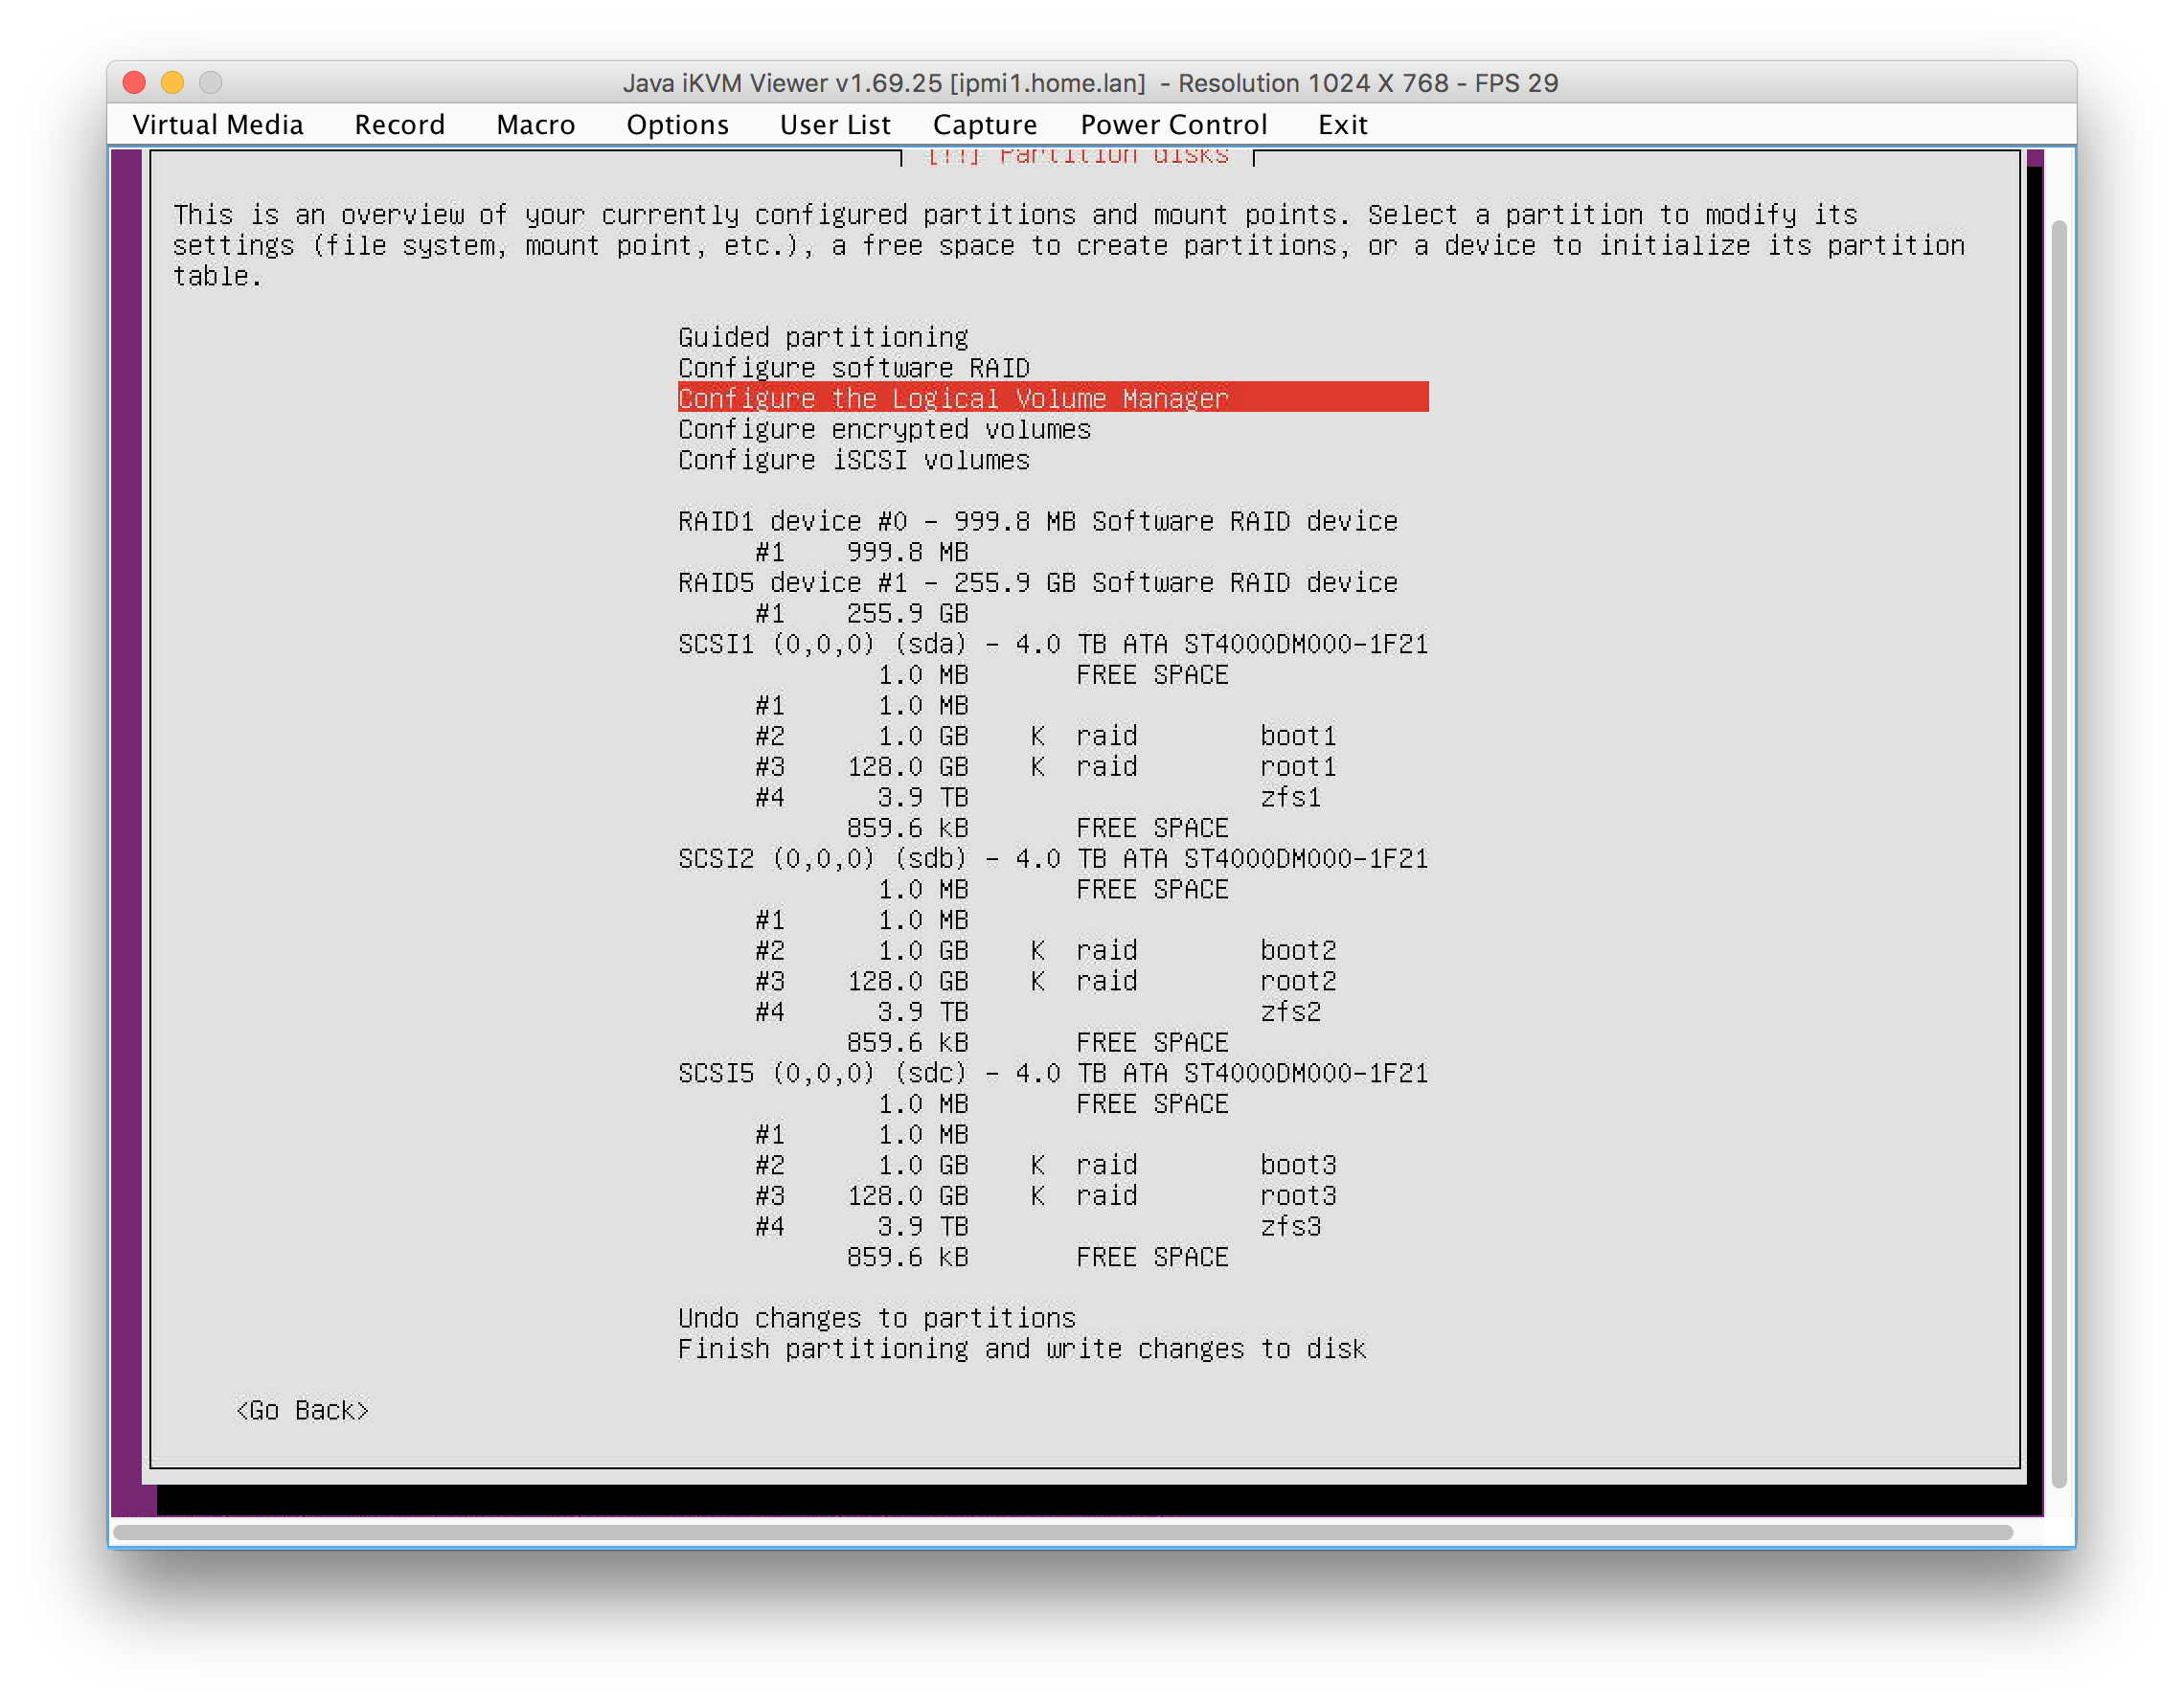 Java iKVM Viewer v1.69.25 [ipmi1.home.lan]  - Resolution 1024 X 768 - FPS 29
Virtual Media Record Macro Options User List Capture Power Control Exit
[!!] Partition disks
This is an overview of your currently configured partitions and mount points. Select a partition to modify its
settings (file system, mount point, etc.), a free space to create partitions, or a device to initialize its partition
table.
Guided partitioning
Configure software RAID
Configure the Logical Volume Manager
Configure encrypted volumes
Configure iSCSI volumes
RAID1 device #0 - 999.8 MB Software RAID device
#1 999.8 MB
RAID5 device #1 - 255.9 GB Software RAID device
#1 255.9 GB
SCSI1 (0,0,0) (sda) - 4.0 TB ATA ST4000DM000-1F21
1.0 MB FREE SPACE
#1 1.0 MB
#2 1.0 GB K raid boot1
#3 128.0 GB K raid root1
#4 3.9 TB zfs1
859.6 kB FREE SPACE
SCSI2 (0,0,0) (sdb) - 4.0 TB ATA ST4000DM000-1F21
1.0 MB FREE SPACE
#1 1.0 MB
#2 1.0 GB K raid boot2
#3 128.0 GB K raid root2
#4 3.9 TB zfs2
859.6 kB FREE SPACE
SCSI5 (0,0,0) (sdc) - 4.0 TB ATA ST4000DM000-1F21
1.0 MB FREE SPACE
#1 1.0 MB
#2 1.0 GB K raid boot3
#3 128.0 GB K raid root3
#4 3.9 TB zfs3
859.6 kB FREE SPACE
Undo changes to partitions
Finish partitioning and write changes to disk
<Go Back>